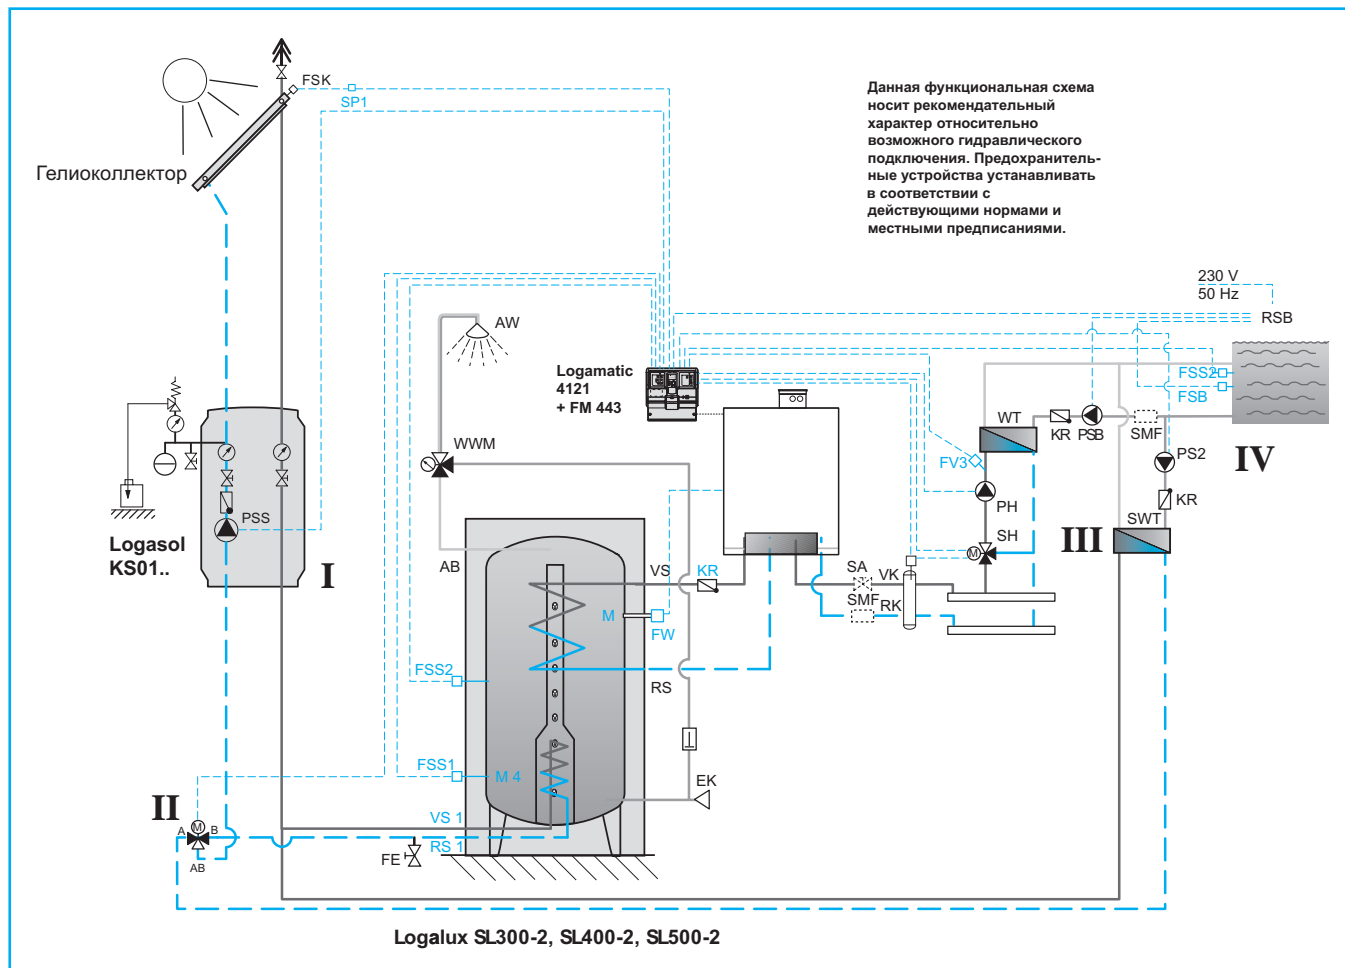 FSK
SP1
Гелиоколлектор
Данная функциональная схема
носит рекомендательный
характер относительно
возможного гидравлического
подключения. Предохранитель-
ные устройства устанавливать
в соответствии с
действующими нормами и
местными предписаниями.
230 V
50 Hz
RSB
AW
Logamatic
4121
+ FM 443
FSS2
FSB
WT
KR
PSB
SMF
IV
WWM
FV3
PS2
PH
KR
PSS
SH
III
SWT
M
Logasol
KS01..
I
AB
VS
KR
SA
VK
SMF
RK
M
FW
FSS2
RS
FSS1
M 4
EK
II
VS 1
M
A
B
RS 1
AB
FE
Logalux SL300-2, SL400-2, SL500-2